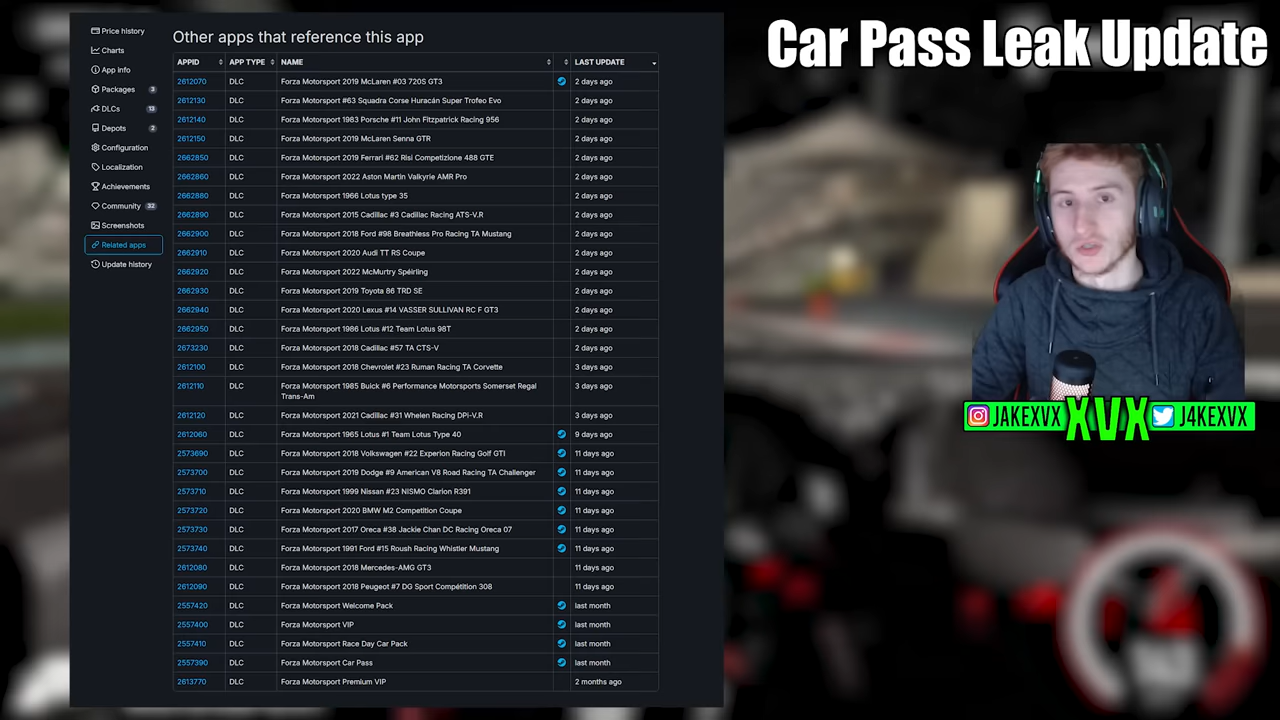 Car Pass Leak Update
Price history
Charts
App info
Packages 3
DLCs 13
Depots 2
Configuration
Localization
Achievements
Community 32
Screenshots
Related apps
Update history
Other apps that reference this app
APPID APP TYPE NAME LAST UPDATE
2612070 DLC Forza Motorsport 2019 McLaren #03 720S GT3 2 days ago
2612130 DLC Forza Motorsport #63 Squadra Corse Huracán Super Trofeo Evo 2 days ago
2612140 DLC Forza Motorsport 1983 Porsche #11 John Fitzpatrick Racing 956 2 days ago
2612150 DLC Forza Motorsport 2019 McLaren Senna GTR 2 days ago
2662850 DLC Forza Motorsport 2019 Ferrari #62 Risi Competizione 488 GTE 2 days ago
2662860 DLC Forza Motorsport 2022 Aston Martin Valkyrie AMR Pro 2 days ago
2662880 DLC Forza Motorsport 1966 Lotus type 35 2 days ago
2662890 DLC Forza Motorsport 2015 Cadillac #3 Cadillac Racing ATS-V.R 2 days ago
2662900 DLC Forza Motorsport 2018 Ford #98 Breathless Pro Racing TA Mustang 2 days ago
2662910 DLC Forza Motorsport 2020 Audi TT RS Coupe 2 days ago
2662920 DLC Forza Motorsport 2022 McMurtry Spéirling 2 days ago
2662930 DLC Forza Motorsport 2019 Toyota 86 TRD SE 2 days ago
2662940 DLC Forza Motorsport 2020 Lexus #14 VASSER SULLIVAN RC F GT3 2 days ago
2662950 DLC Forza Motorsport 1986 Lotus #12 Team Lotus 98T 2 days ago
2673230 DLC Forza Motorsport 2018 Cadillac #57 TA CTS-V 2 days ago
2612100 DLC Forza Motorsport 2018 Chevrolet #23 Ruman Racing TA Corvette 3 days ago
2612110 DLC Forza Motorsport 1985 Buick #6 Performance Motorsports Somerset Regal 3 days ago
Trans-Am
2612120 DLC Forza Motorsport 2021 Cadillac #31 Whelen Racing DPi-V.R 3 days ago
2612060 DLC Forza Motorsport 1965 Lotus #1 Team Lotus Type 40 9 days ago
2573690 DLC Forza Motorsport 2018 Volkswagen #22 Experion Racing Golf GTI 11 days ago
2573700 DLC Forza Motorsport 2019 Dodge #9 American V8 Road Racing TA Challenger 11 days ago
2573710 DLC Forza Motorsport 1999 Nissan #23 NISMO Clarion R391 11 days ago
2573720 DLC Forza Motorsport 2020 BMW M2 Competition Coupe 11 days ago
2573730 DLC Forza Motorsport 2017 Oreca #38 Jackie Chan DC Racing Oreca 07 11 days ago
2573740 DLC Forza Motorsport 1991 Ford #15 Roush Racing Whistler Mustang 11 days ago
2612080 DLC Forza Motorsport 2018 Mercedes-AMG GT3 11 days ago
2612090 DLC Forza Motorsport 2018 Peugeot #7 DG Sport Compétition 308 11 days ago
2557420 DLC Forza Motorsport Welcome Pack last month
2557400 DLC Forza Motorsport VIP last month
2557410 DLC Forza Motorsport Race Day Car Pack last month
2557390 DLC Forza Motorsport Car Pass last month
2613770 DLC Forza Motorsport Premium VIP 2 months ago
JAKEXVX XVX J4KEXVX